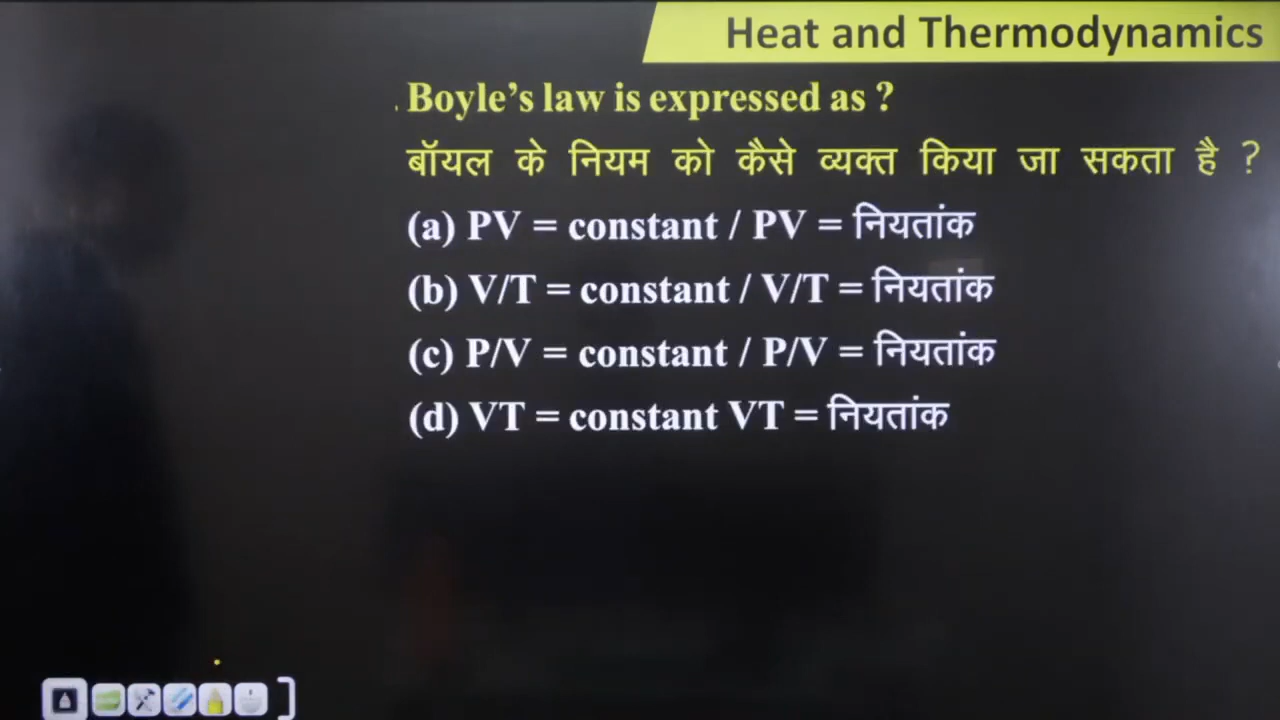 Heat and Thermodynamics
Boyle's law is expressed as ?
बॉयल के नियम को कैसे व्यक्त किया जा सकता है ?
(a) PV = constant / PV = नियतांक
(b) V/T = constant / V/T = नियतांक
(c) P/V = constant / P/V = नियतांक
(d) VT = constant VT = नियतांक